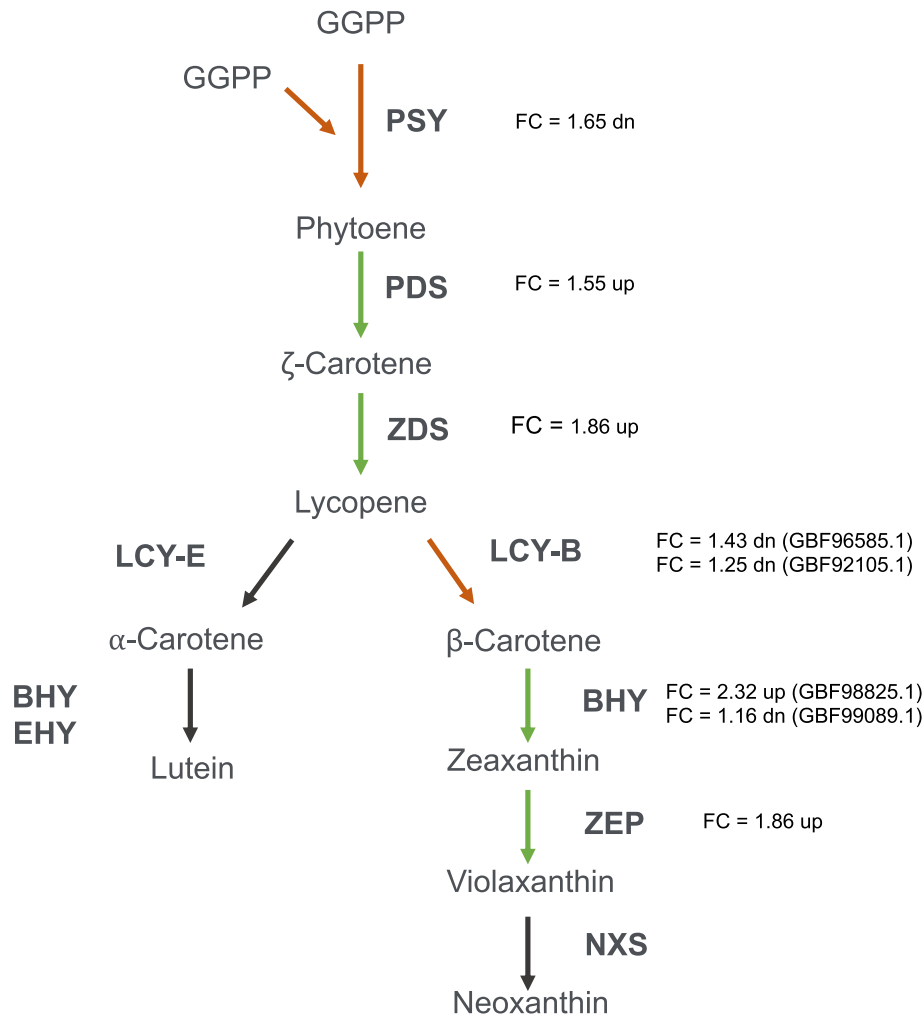 GGPP
GGPP
PSY
FC = 1.65 dn
Phytoene
PDS
FC = 1.55 up
ζ-Carotene
ZDS
FC = 1.86 up
Lycopene
LCY-E
LCY-B
FC = 1.43 dn (GBF96585.1)
FC = 1.25 dn (GBF92105.1)
α-Carotene
β-Carotene
BHY
EHY
BHY
FC = 2.32 up (GBF98825.1)
FC = 1.16 dn (GBF99089.1)
Lutein
Zeaxanthin
ZEP
FC = 1.86 up
Violaxanthin
NXS
Neoxanthin